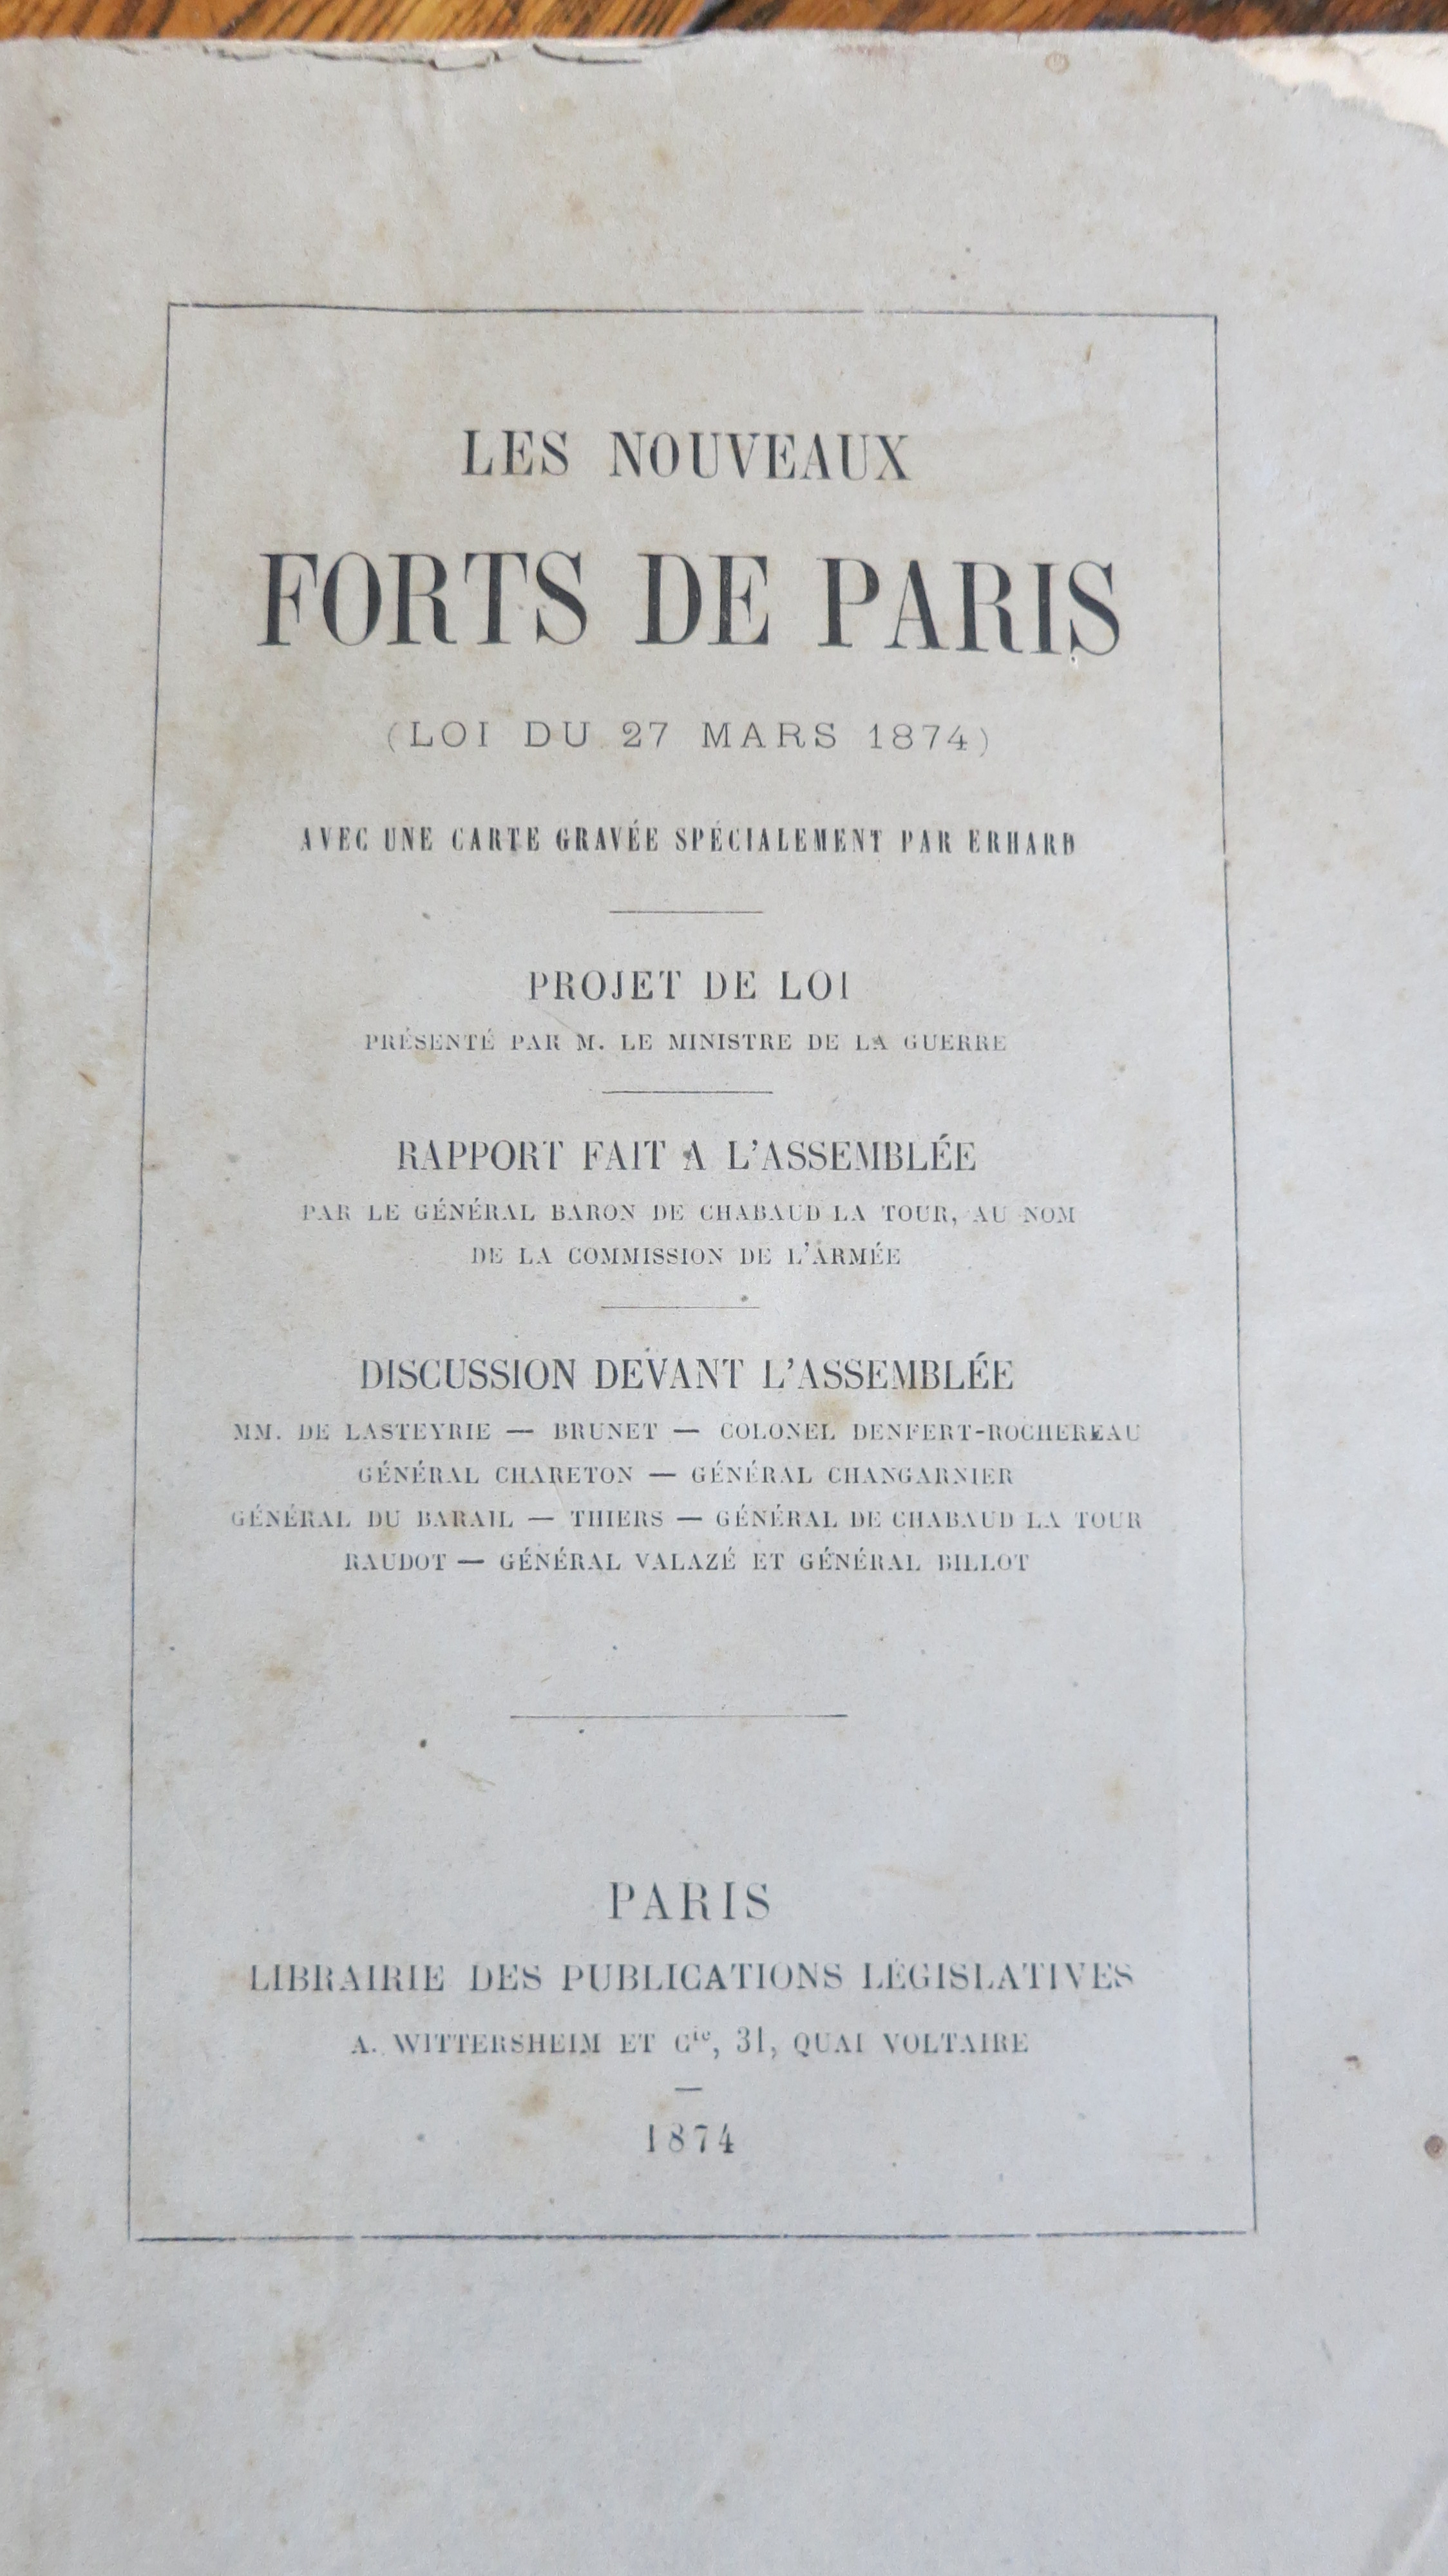 LES NOUVEAUX
FORTS DE PARIS
(LOI DU 27 MARS 1874)
AVEC UNE CARTE GRAVÉE SPÉCIALEMENT PAR ERHARD
PROJET DE LOI
PRÉSENTÉ PAR M. LE MINISTRE DE LA GUERRE
RAPPORT FAIT A L'ASSEMBLÉE
PAR LE GÉNÉRAL BARON DE CHABAUD LA TOUR, AU NOM
DE LA COMMISSION DE L'ARMÉE
DISCUSSION DEVANT L'ASSEMBLÉE
MM. DE LASTEYRIE — BRUNET — COLONEL DENFERT-ROCHEREAU
GÉNÉRAL CHARETON — GÉNÉRAL CHANGARNIER
GÉNÉRAL DU BARAIL — THIERS — GÉNÉRAL DE CHABAUD LA TOUR
RAUDOT — GÉNÉRAL VALAZÉ ET GÉNÉRAL BILLOT
PARIS
LIBRAIRIE DES PUBLICATIONS LÉGISLATIVES
A. WITTERSHEIM ET Cie, 31, QUAI VOLTAIRE
1874